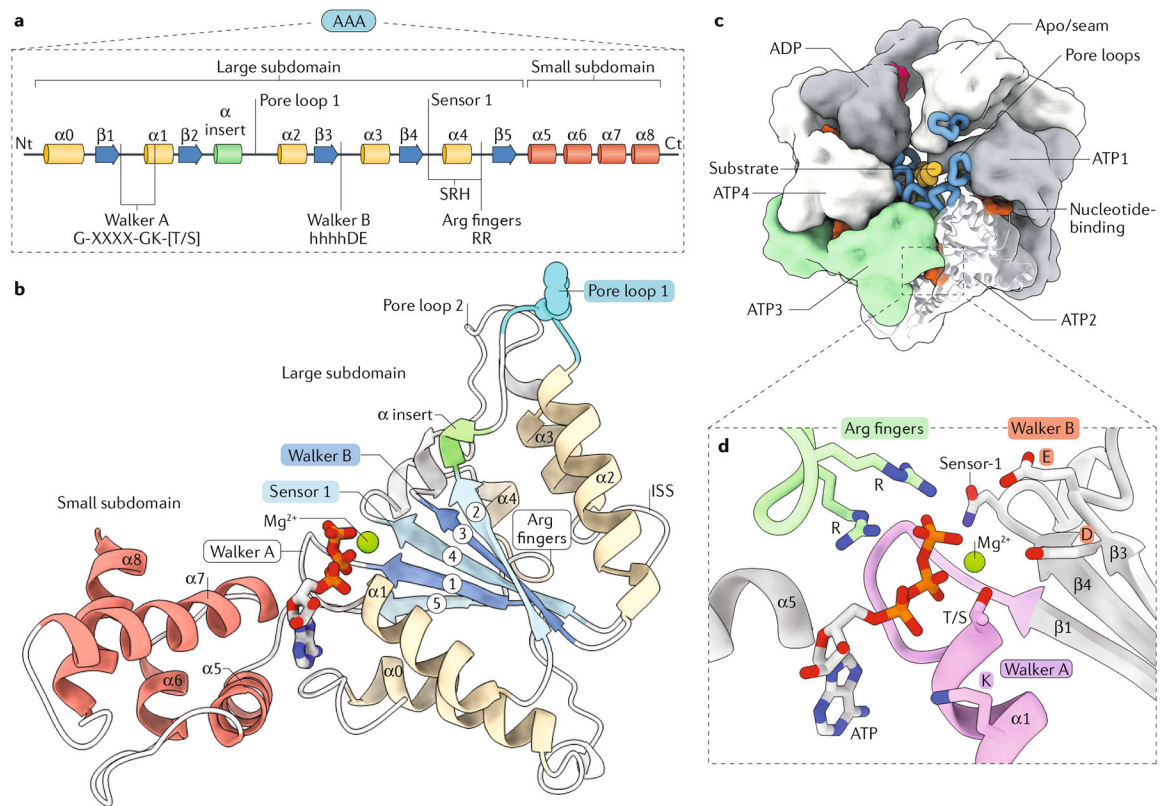 a
AAA
Large subdomain
Small subdomain
Pore loop 1
Sensor 1
α
insert
Nt
α0
β1
α1
β2
α2
β3
α3
β4
α4
β5
α5
α6
α7
α8
Ct
SRH
Walker A
G-XXXX-GK-[T/S]
Walker B
hhhhDE
Arg fingers
RR
b
Pore loop 1
Pore loop 2
Large subdomain
α insert
α3
Walker B
α2
Sensor 1
α4
ISS
2
Small subdomain
Mg2+
3
Arg
fingers
Walker A
4
α8
α7
α1
1
5
α5
α6
α0
c
Apo/seam
ADP
Pore loops
Substrate
ATP1
ATP4
Nucleotide-
binding
ATP3
ATP2
d
Arg fingers
Walker B
E
R
Sensor-1
R
D
Mg2+
β3
β4
α5
T/S
β1
Walker A
K
ATP
α1